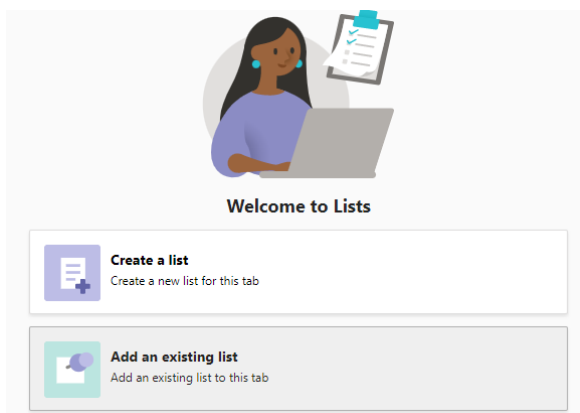 Welcome to Lists
Create a list
Create a new list for this tab
Add an existing list
Add an existing list to this tab